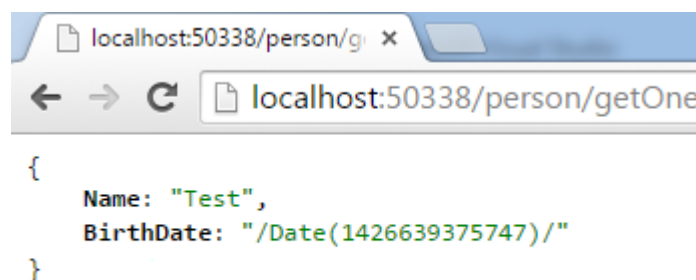 localhost:50338/person/g
localhost:50338/person/getOne
{
Name: "Test",
BirthDate: "/Date(1426639375747)/"
}